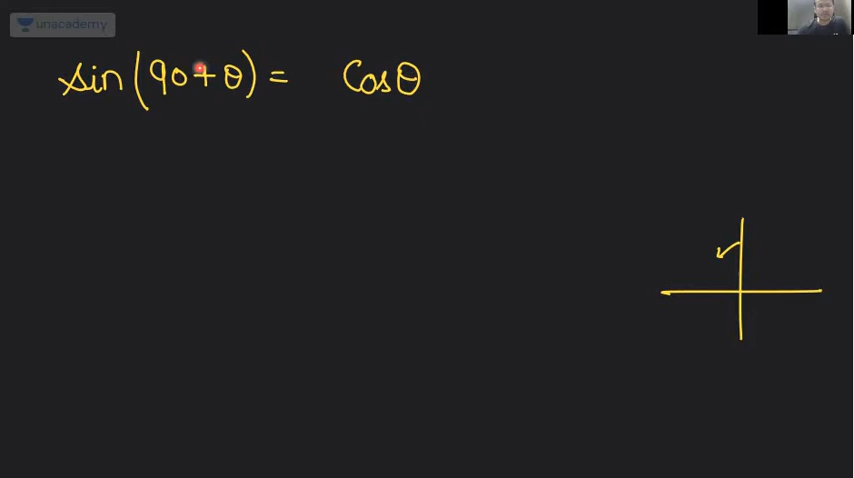 unacademy
sin(90+θ) = cosθ